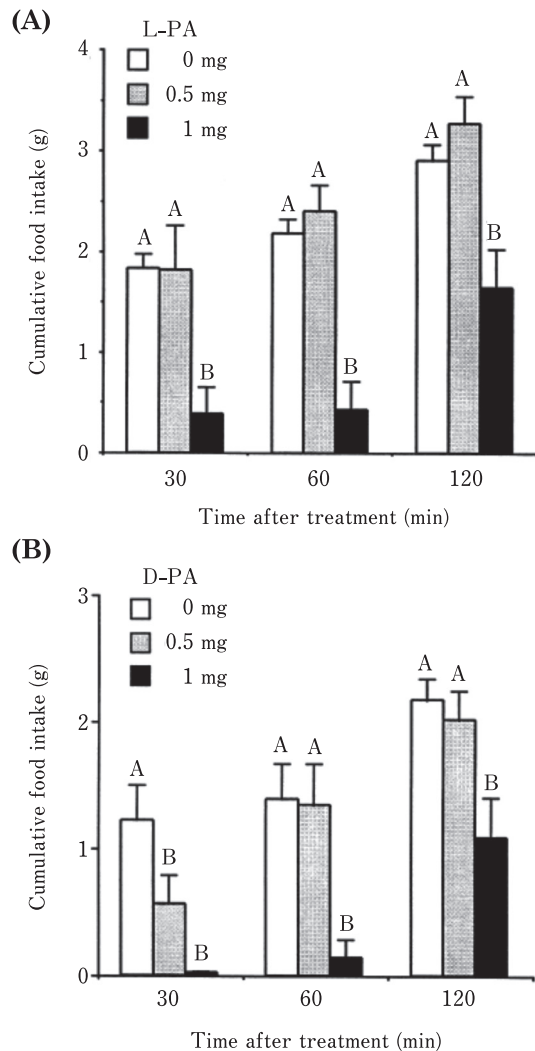 (A)
L-PA
0 mg
0.5 mg
1 mg
Cumulative food intake (g)
4
3
2
1
0
A
A
B
A
A
B
A
A
B
30
60
120
Time after treatment (min)
(B)
D-PA
0 mg
0.5 mg
1 mg
Cumulative food intake (g)
3
2
1
0
A
B
B
A
A
B
A
A
B
30
60
120
Time after treatment (min)